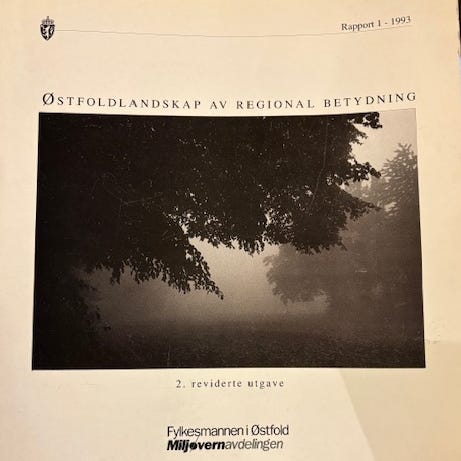 Rapport 1 - 1993
ØSTFOLDLANDSKAP AV REGIONAL BETYDNING
2. reviderte utgave
Fylkesmannen i Østfold
Miljøvernavdelingen